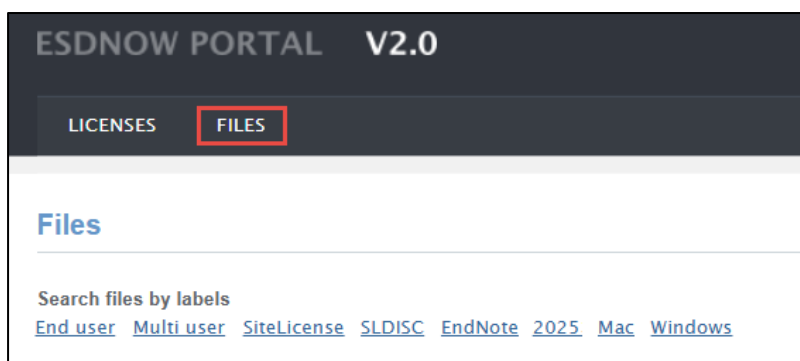 ESDNOW PORTAL V2.0
LICENSES FILES
Files
Search files by labels
End user Multi user SiteLicense SLDISC EndNote 2025 Mac Windows